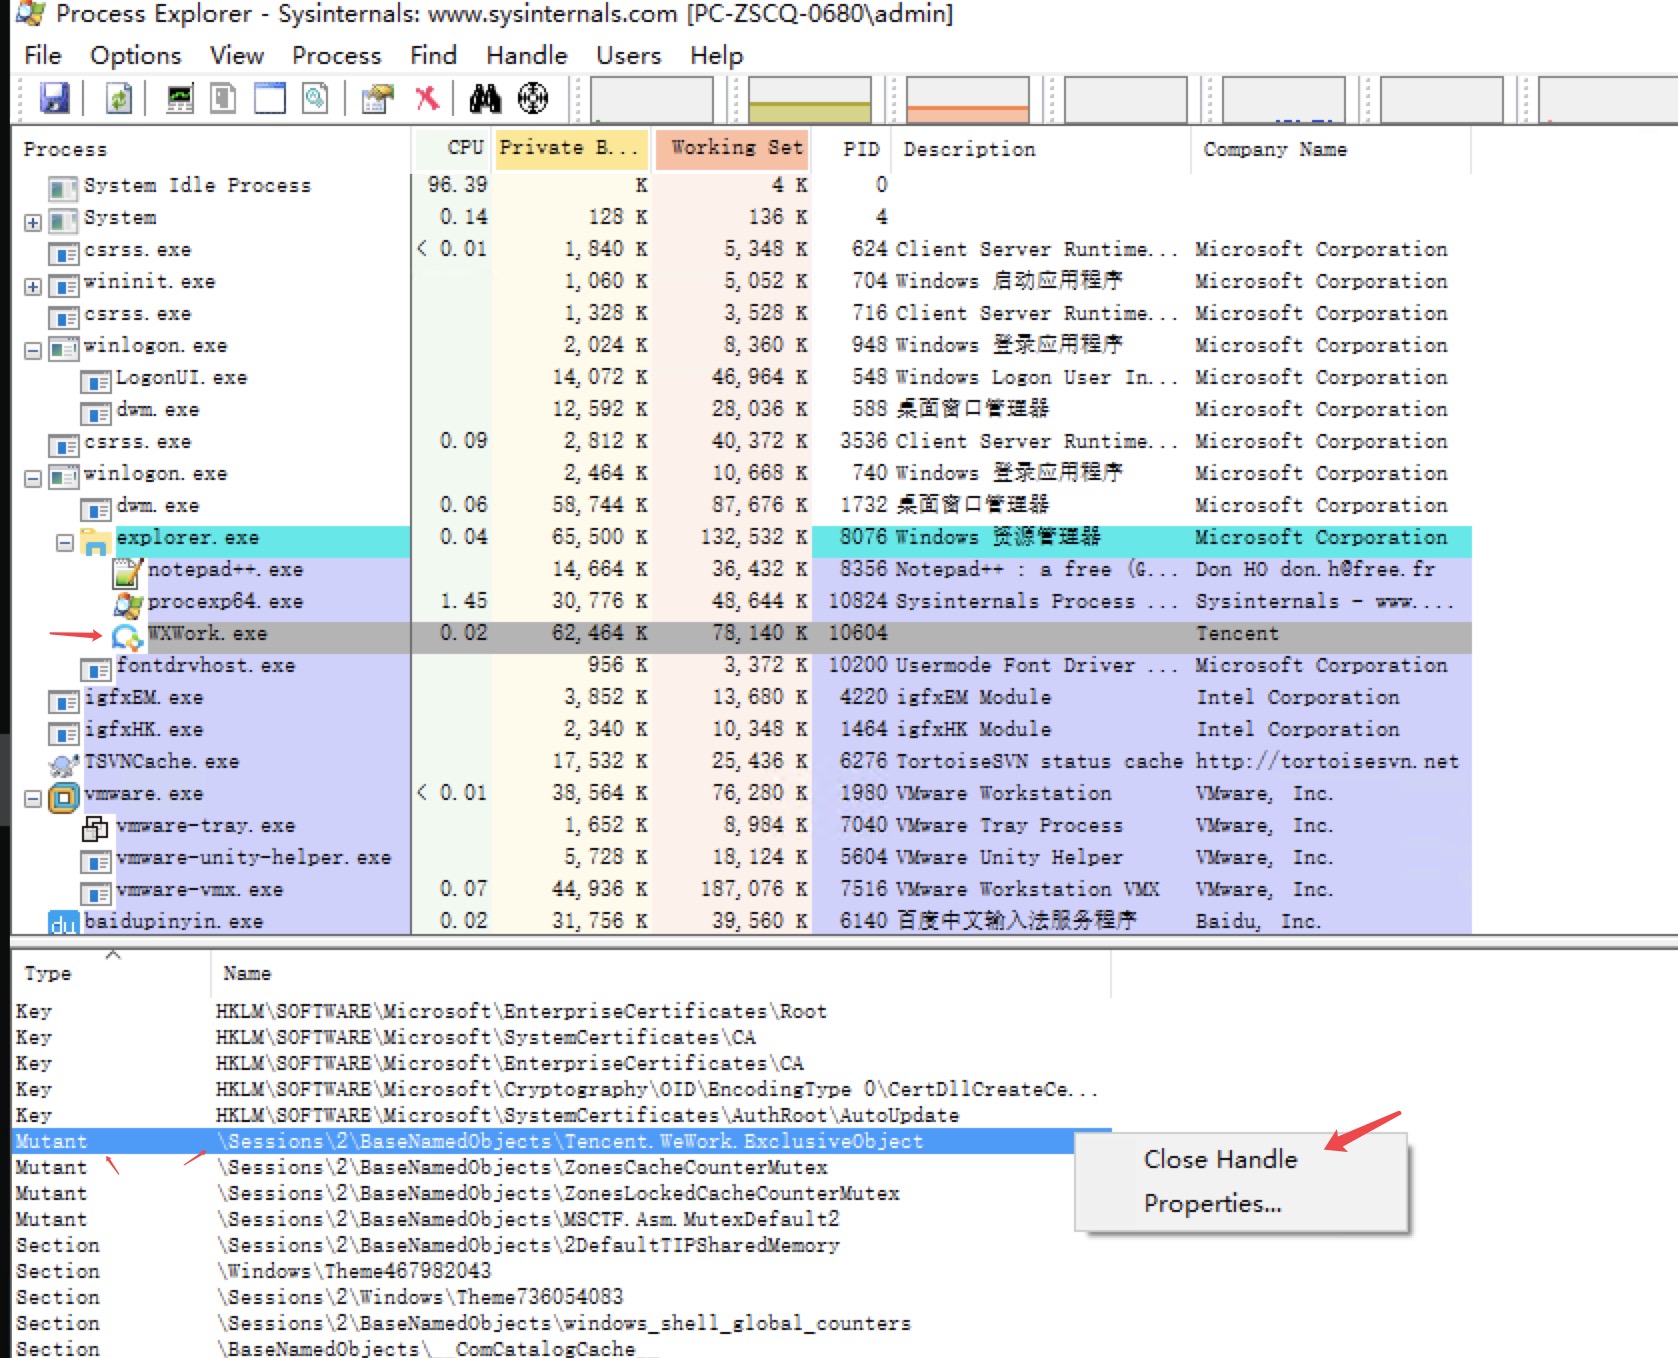 Process Explorer - Sysinternals: www.sysinternals.com [PC-ZSCQ-0680\admin]
File Options View Process Find Handle Users Help
Process CPU Private B... Working Set PID Description Company Name
System Idle Process 96.39 K 4 K 0
System 0.14 128 K 136 K 4
csrss.exe < 0.01 1,840 K 5,348 K 624 Client Server Runtime... Microsoft Corporation
wininit.exe 1,060 K 5,052 K 704 Windows 启动应用程序 Microsoft Corporation
csrss.exe 1,328 K 3,528 K 716 Client Server Runtime... Microsoft Corporation
winlogon.exe 2,024 K 8,360 K 948 Windows 登录应用程序 Microsoft Corporation
LogonUI.exe 14,072 K 46,964 K 548 Windows Logon User In... Microsoft Corporation
dwm.exe 12,592 K 28,036 K 588 桌面窗口管理器 Microsoft Corporation
csrss.exe 0.09 2,812 K 40,372 K 3536 Client Server Runtime... Microsoft Corporation
winlogon.exe 2,464 K 10,668 K 740 Windows 登录应用程序 Microsoft Corporation
dwm.exe 0.06 58,744 K 87,676 K 1732 桌面窗口管理器 Microsoft Corporation
explorer.exe 0.04 65,500 K 132,532 K 8076 Windows 资源管理器 Microsoft Corporation
notepad++.exe 14,664 K 36,432 K 8356 Notepad++ : a free (G... Don HO don.h@free.fr
procexp64.exe 1.45 30,776 K 48,644 K 10824 Sysinternals Process ... Sysinternals - www....
WXWork.exe 0.02 62,464 K 78,140 K 10604 Tencent
fontdrvhost.exe 956 K 3,372 K 10200 Usermode Font Driver ... Microsoft Corporation
igfxEM.exe 3,852 K 13,680 K 4220 igfxEM Module Intel Corporation
igfxHK.exe 2,340 K 10,348 K 1464 igfxHK Module Intel Corporation
TSVNCache.exe 17,532 K 25,436 K 6276 TortoiseSVN status cache http://tortoisesvn.net
vmware.exe < 0.01 38,564 K 76,280 K 1980 VMware Workstation VMware, Inc.
vmware-tray.exe 1,652 K 8,984 K 7040 VMware Tray Process VMware, Inc.
vmware-unity-helper.exe 5,728 K 18,124 K 5604 VMware Unity Helper VMware, Inc.
vmware-vmx.exe 0.07 44,936 K 187,076 K 7516 VMware Workstation VMX VMware, Inc.
du baidupinyin.exe 0.02 31,756 K 39,560 K 6140 百度中文输入法服务程序 Baidu, Inc.
Type Name
Key HKLM\SOFTWARE\Microsoft\EnterpriseCertificates\Root
Key HKLM\SOFTWARE\Microsoft\SystemCertificates\CA
Key HKLM\SOFTWARE\Microsoft\EnterpriseCertificates\CA
Key HKLM\SOFTWARE\Microsoft\Cryptography\OID\EncodingType 0\CertDllCreateCe...
Key HKLM\SOFTWARE\Microsoft\SystemCertificates\AuthRoot\AutoUpdate
Mutant \Sessions\2\BaseNamedObjects\Tencent.WeWork.ExclusiveObject
Close Handle
Mutant \Sessions\2\BaseNamedObjects\ZonesCacheCounterMutex
Mutant \Sessions\2\BaseNamedObjects\ZonesLockedCacheCounterMutex
Properties...
Mutant \Sessions\2\BaseNamedObjects\MSCTF.Asm.MutexDefault2
Section \Sessions\2\BaseNamedObjects\2DefaultTIPSharedMemory
Section \Windows\Theme467982043
Section \Sessions\2\Windows\Theme736054083
Section \Sessions\2\BaseNamedObjects\windows_shell_global_counters
Section \BaseNamedObjects\__ComCatalogCache__